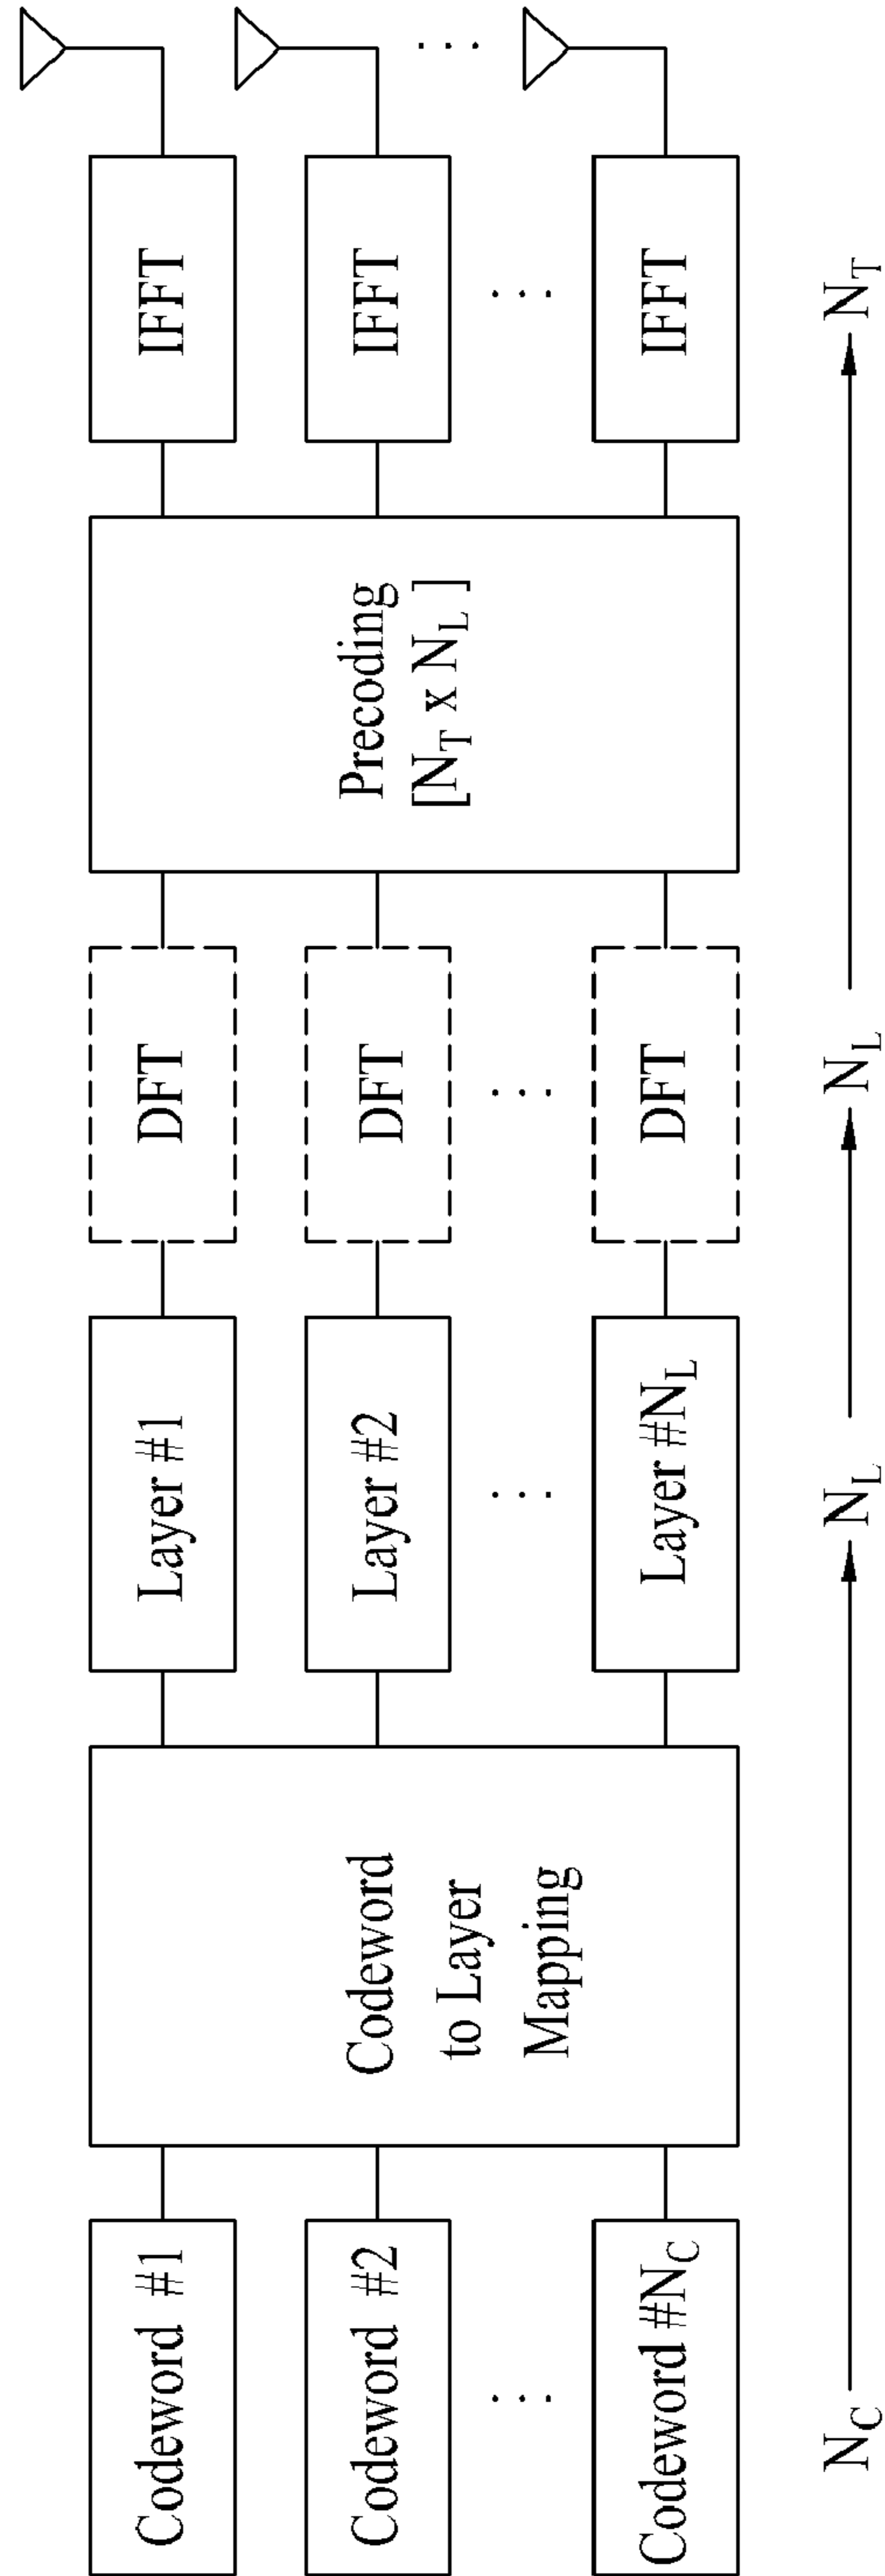 Codeword #1
Codeword #2
...
Codeword #N_C
Codeword
to Layer
Mapping
Layer #1
Layer #2
...
Layer #N_L
DFT
DFT
...
DFT
Precoding
[N_T x N_L ]
IFFT
IFFT
...
IFFT
...
N_C
N_L
N_L
N_T